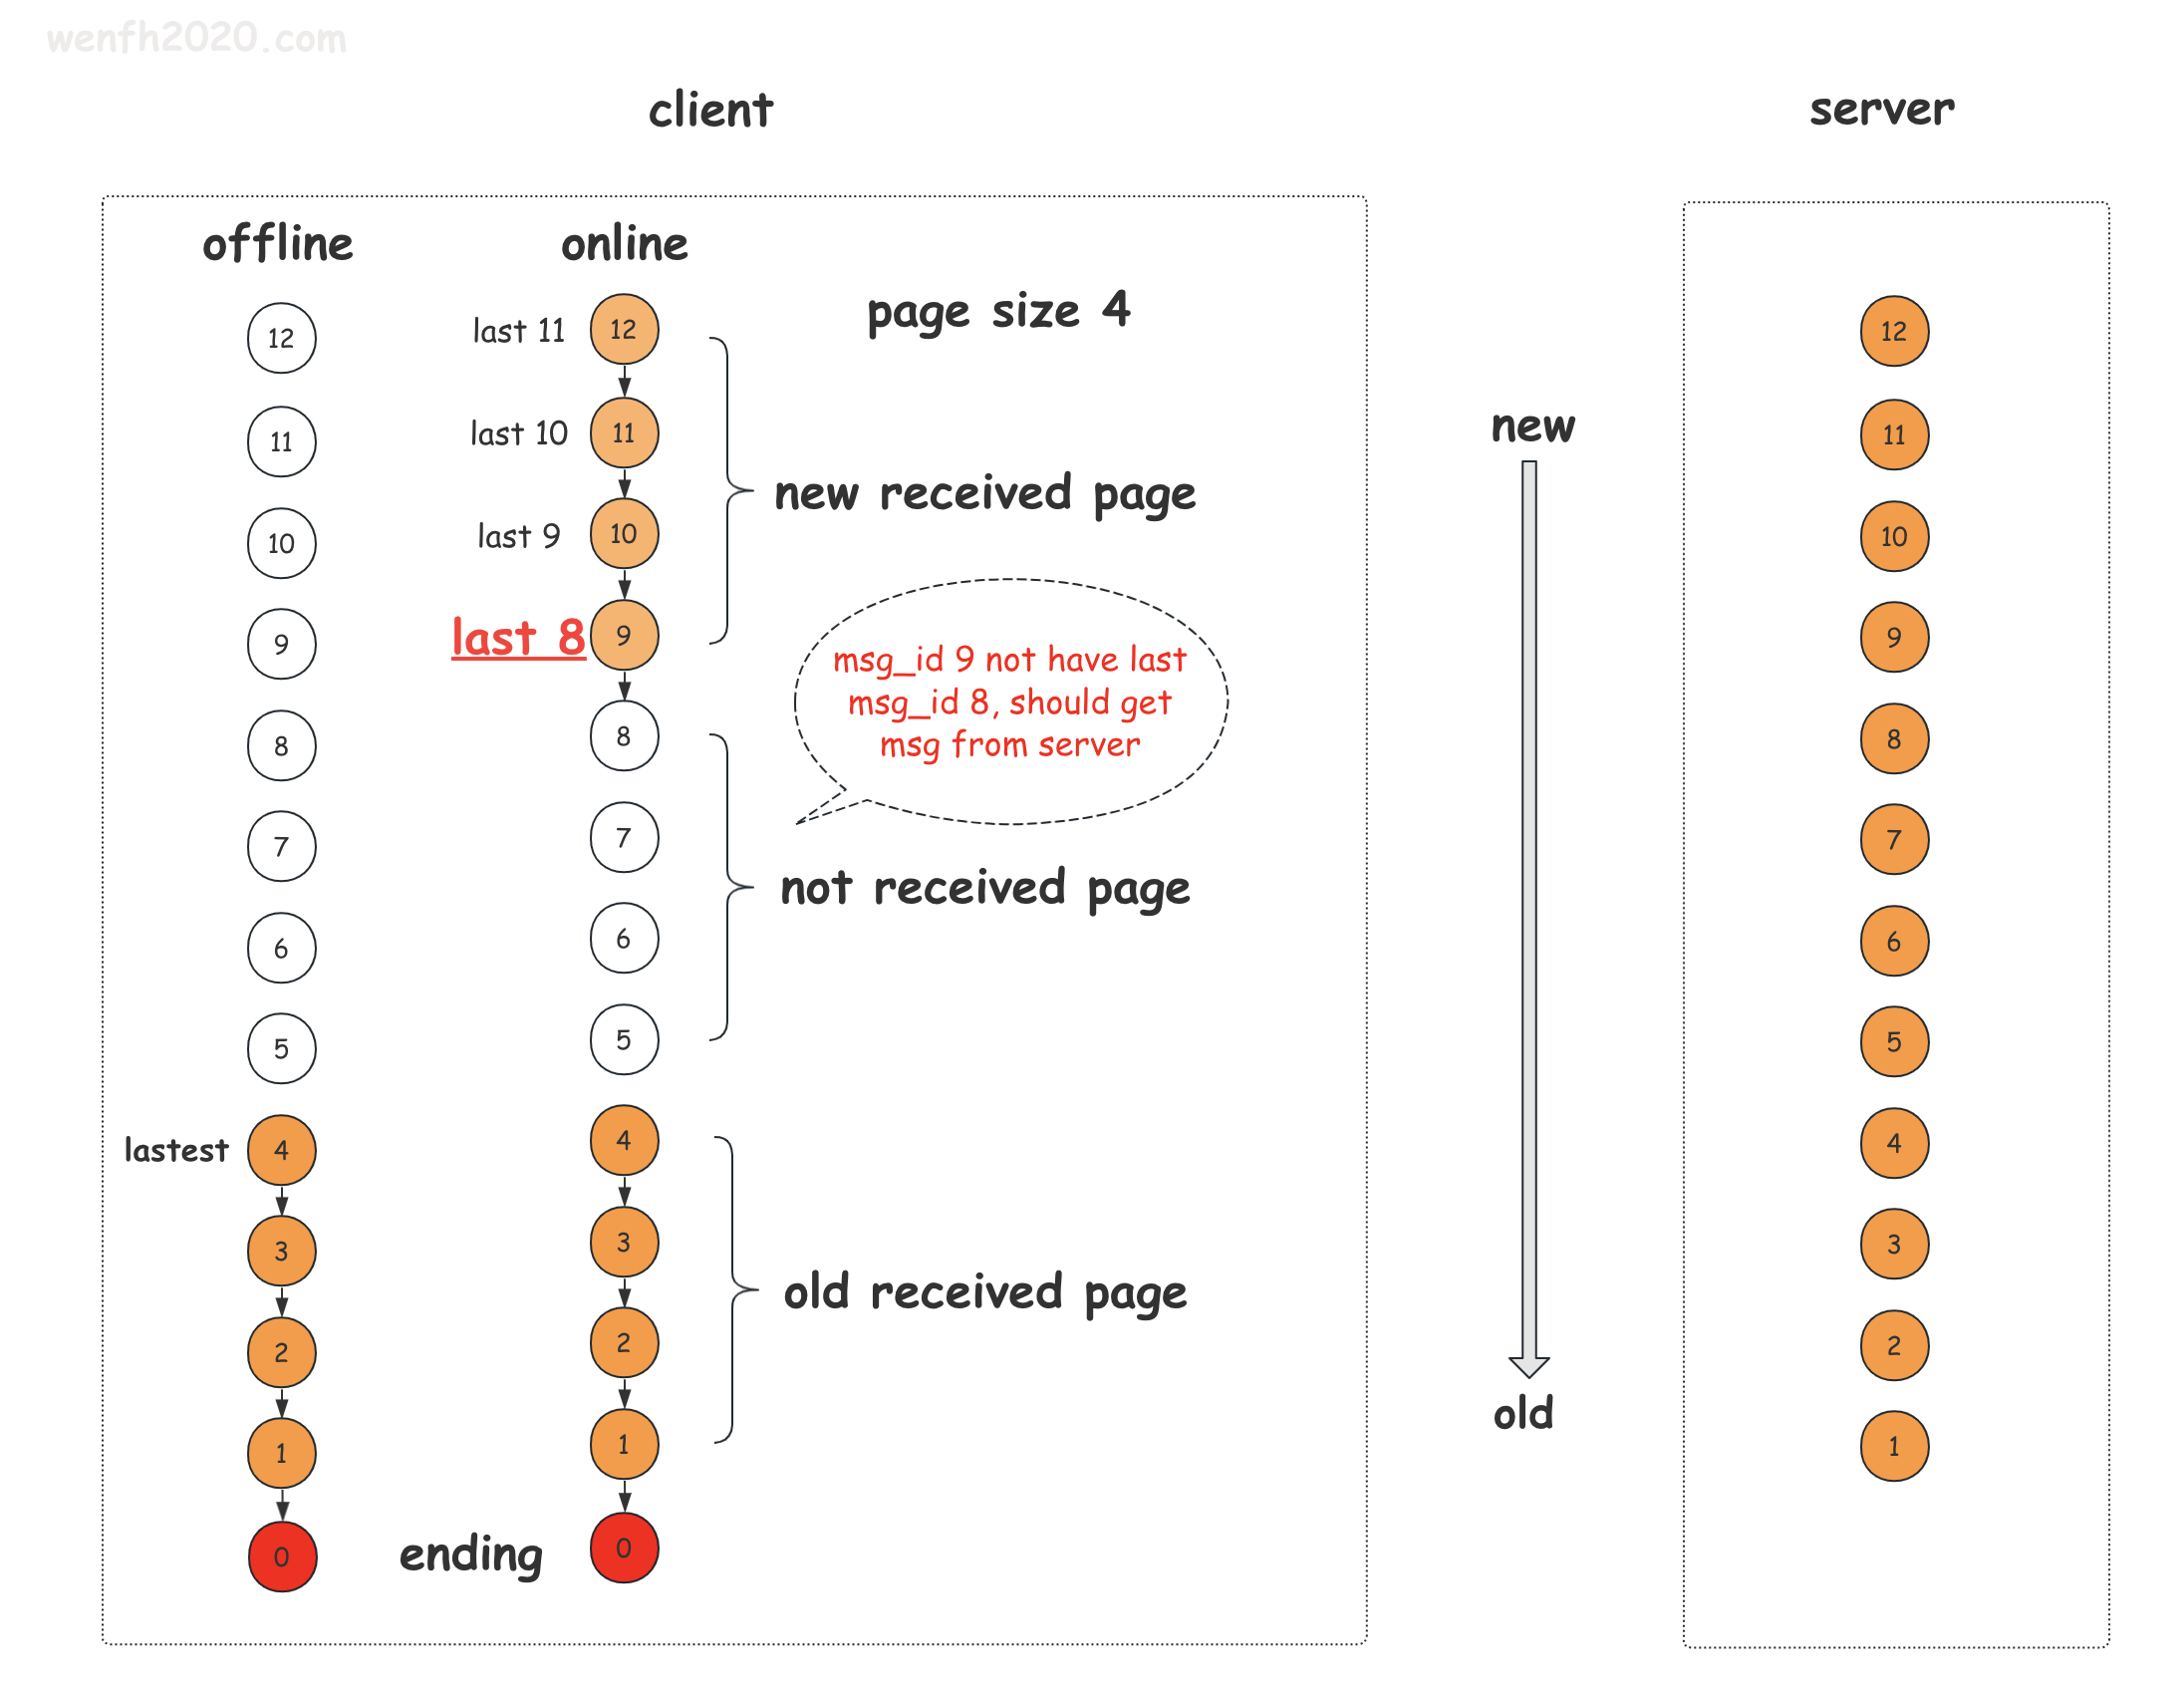 wenfh2020.com
client
server
offline
online
page size 4
12
last 11
12
12
11
last 10
11
new
11
new received page
10
last 9
10
10
9
last 8
9
9
msg_id 9 not have last
msg_id 8, should get
msg from server
8
8
8
7
7
7
not received page
6
6
6
5
5
5
lastest
4
4
4
3
3
3
old received page
2
2
2
old
1
1
1
0
ending
0